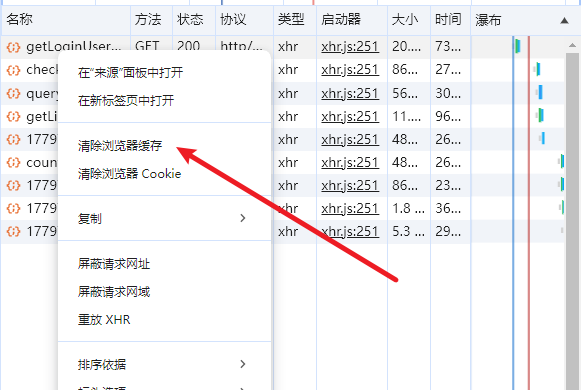 名称 方法 状态 协议 类型 启动器 大小 时间 瀑布
getLoginUser... GET 200 http/... xhr xhr.js:251 20.... 73...
check xhr xhr.js:251 86... 27...
query xhr xhr.js:251 56... 30...
getLi xhr xhr.js:251 11.... 96...
1779 xhr xhr.js:251 48... 26...
coun xhr xhr.js:251 48... 26...
1779 xhr xhr.js:251 86... 23...
1779 xhr xhr.js:251 1.8 ... 36...
1779 xhr xhr.js:251 5.3 ... 29...
在“来源”面板中打开
在新标签页中打开
清除浏览器缓存
清除浏览器 Cookie
复制
屏蔽请求网址
屏蔽请求网域
重放 XHR
排序依据
标头选项